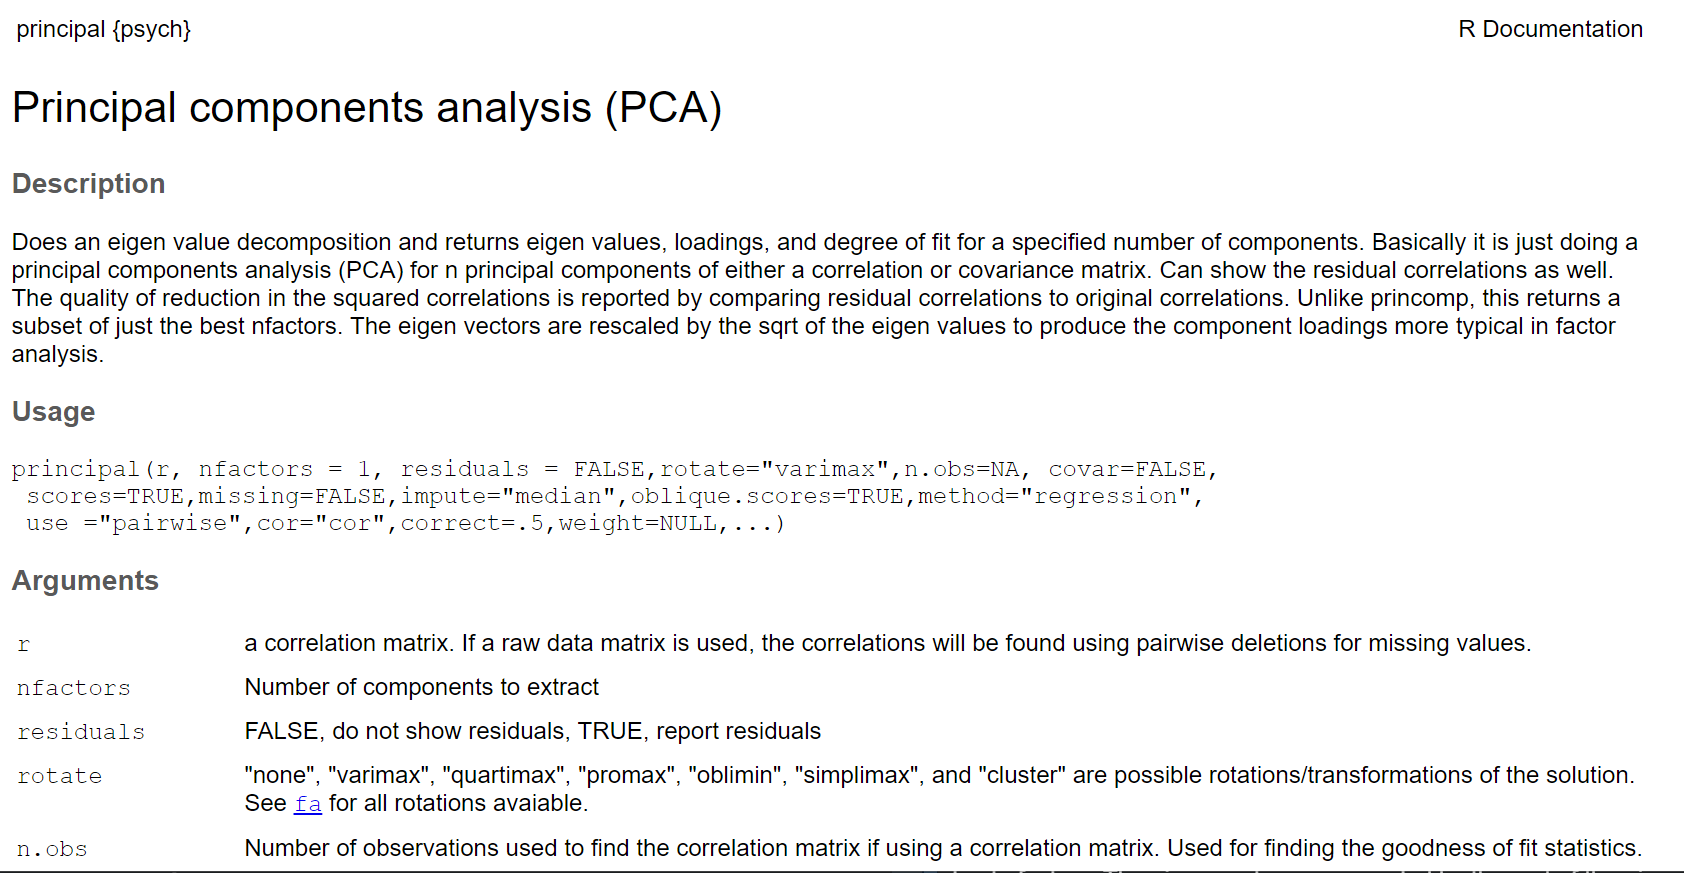 principal {psych} R Documentation
Principal components analysis (PCA)
Description
Does an eigen value decomposition and returns eigen values, loadings, and degree of fit for a specified number of components. Basically it is just doing a
principal components analysis (PCA) for n principal components of either a correlation or covariance matrix. Can show the residual correlations as well.
The quality of reduction in the squared correlations is reported by comparing residual correlations to original correlations. Unlike princomp, this returns a
subset of just the best nfactors. The eigen vectors are rescaled by the sqrt of the eigen values to produce the component loadings more typical in factor
analysis.
Usage
principal(r, nfactors = 1, residuals = FALSE,rotate="varimax",n.obs=NA, covar=FALSE,
scores=TRUE,missing=FALSE,impute="median",oblique.scores=TRUE,method="regression",
use ="pairwise",cor="cor",correct=.5,weight=NULL,...)
Arguments
r a correlation matrix. If a raw data matrix is used, the correlations will be found using pairwise deletions for missing values.
nfactors Number of components to extract
residuals FALSE, do not show residuals, TRUE, report residuals
rotate "none", "varimax", "quartimax", "promax", "oblimin", "simplimax", and "cluster" are possible rotations/transformations of the solution.
See fa for all rotations avaiable.
n.obs Number of observations used to find the correlation matrix if using a correlation matrix. Used for finding the goodness of fit statistics.